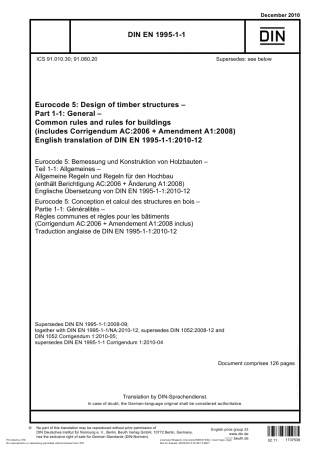 December 2010
DIN EN 1995-1-1
DIN
ICS 91.010.30; 91.080.20
Supersedes: see below
Eurocode 5: Design of timber structures –
Part 1-1: General –
Common rules and rules for buildings
(includes Corrigendum AC:2006 + Amendment A1:2008)
English translation of DIN EN 1995-1-1:2010-12
Eurocode 5: Bemessung und Konstruktion von Holzbauten –
Teil 1-1: Allgemeines –
Allgemeine Regeln und Regeln für den Hochbau
(enthält Berichtigung AC:2006 + Änderung A1:2008)
Englische Übersetzung von DIN EN 1995-1-1:2010-12
Eurocode 5: Conception et calcul des structures en bois –
Partie 1-1: Généralités –
Règles communes et règles pour les bâtiments
(Corrigendum AC:2006 + Amendement A1:2008 inclus)
Traduction anglaise de DIN EN 1995-1-1:2010-12
Supersedes DIN EN 1995-1-1:2008-09;
together with DIN EN 1995-1-1/NA:2010-12, supersedes DIN 1052:2008-12 and
DIN 1052 Corrigendum 1:2010-05;
supersedes DIN EN 1995-1-1 Corrigendum 1:2010-04
Document comprises 126 pages
Translation by DIN-Sprachendienst.
In case of doubt, the German-language original shall be considered authoritative.
© No part of this translation may be reproduced without prior permission of
DIN Deutsches Institut für Normung e. V., Berlin. Beuth Verlag GmbH, 10772 Berlin, Germany,
has the exclusive right of sale for German Standards (DIN-Normen).
English price group 33
www.din.de
www.beuth.de
02.11